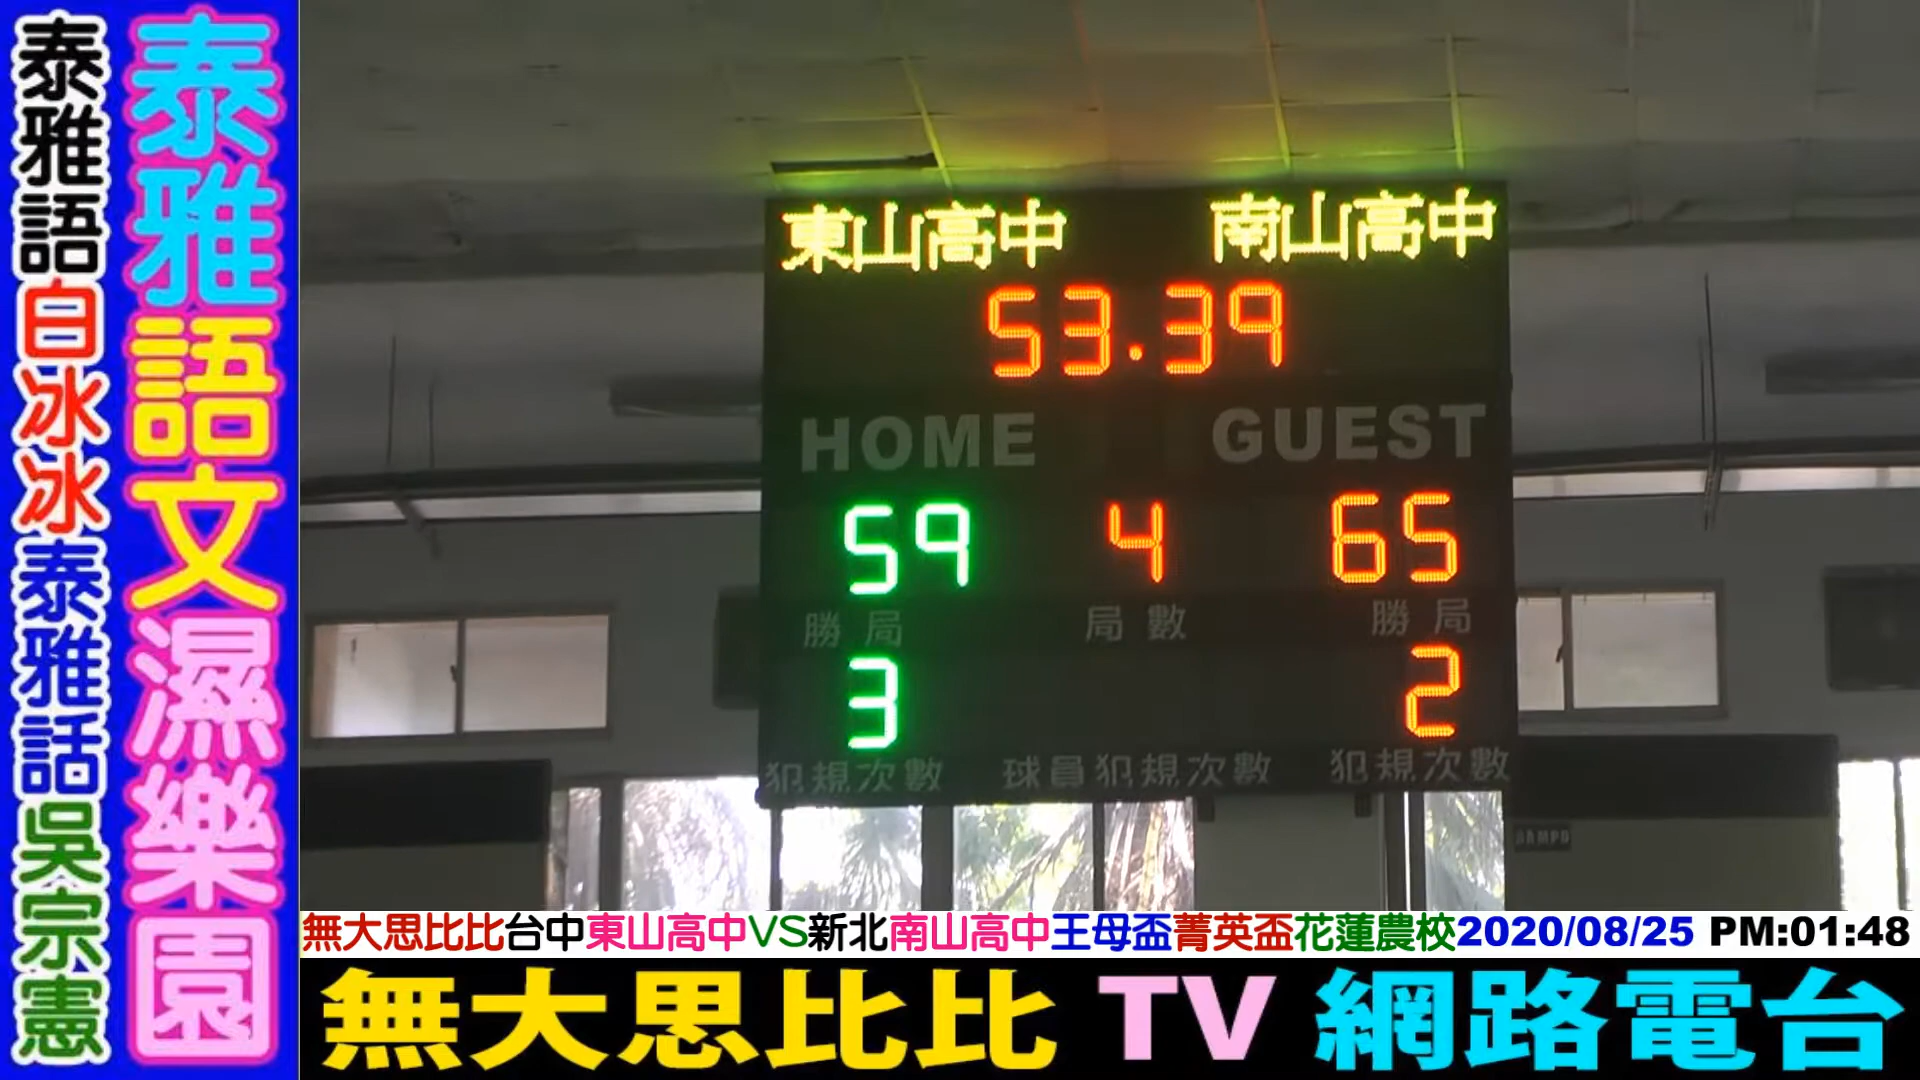 泰雅語文濕樂園
泰雅語白冰冰泰雅話吳宗憲
東山高中 南山高中
53.39
HOME GUEST
59 4 65
勝局 局數 勝局
3 2
犯規次數 球員犯規次數 犯規次數
無大思比比台中東山高中VS新北南山高中王母盃菁英盃花蓮農校2020/08/25 PM:01:48
無大思比比 TV 網路電台